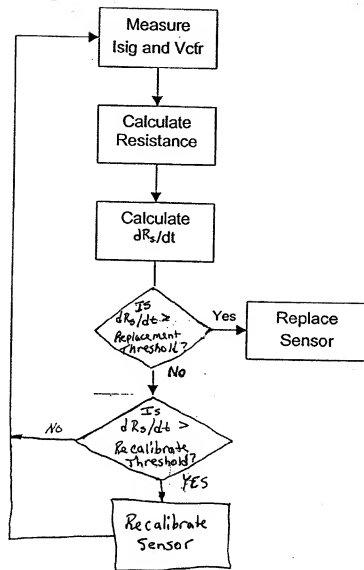 Measure
Isig and Vctr
Calculate
Resistance
Calculate
dRs/dt
Is
dRs/dt >
Replacement
Threshold?
Yes
Replace
Sensor
No
Is
dRs/dt >
Recalibrate
Threshold?
No
YES
Recalibrate
Sensor